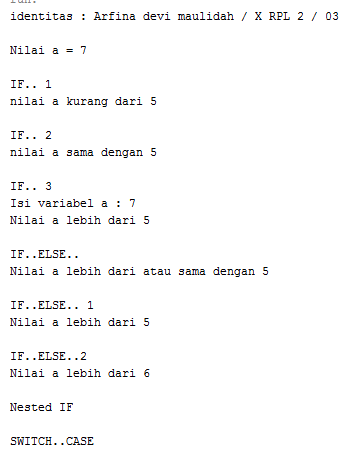 run:
identitas : Arfina devi maulidah / X RPL 2 / 03
Nilai a = 7
IF.. 1
nilai a kurang dari 5
IF.. 2
nilai a sama dengan 5
IF.. 3
Isi variabel a : 7
Nilai a lebih dari 5
IF..ELSE..
Nilai a lebih dari atau sama dengan 5
IF..ELSE.. 1
Nilai a lebih dari 5
IF..ELSE..2
Nilai a lebih dari 6
Nested IF
SWITCH..CASE